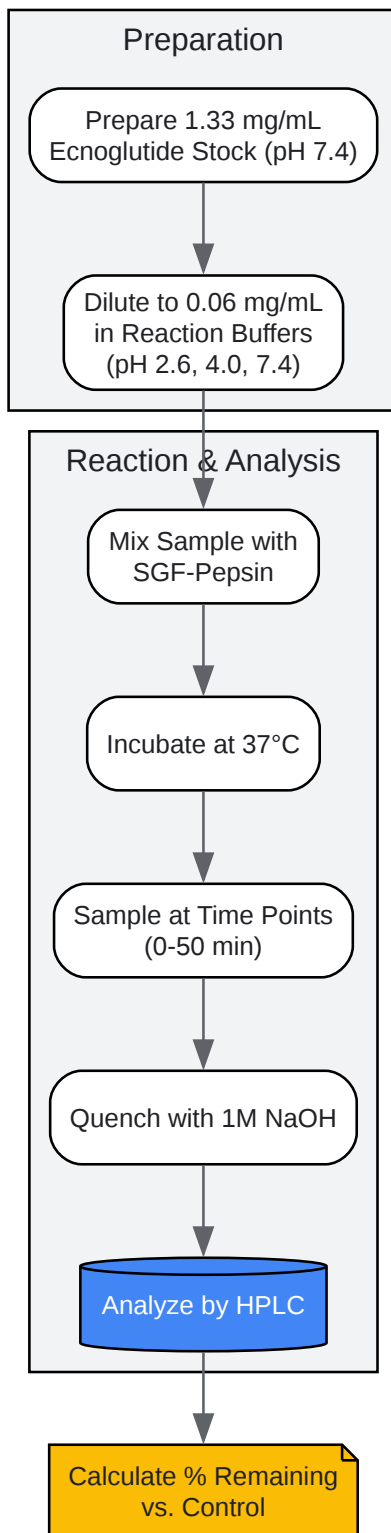 Preparation
Prepare 1.33 mg/mL
Ecnoglutide Stock (pH 7.4)
Dilute to 0.06 mg/mL
in Reaction Buffers
(pH 2.6, 4.0, 7.4)
Reaction & Analysis
Mix Sample with
SGF-Pepsin
Incubate at 37°C
Sample at Time Points
(0-50 min)
Quench with 1M NaOH
Analyze by HPLC
Calculate % Remaining
vs. Control